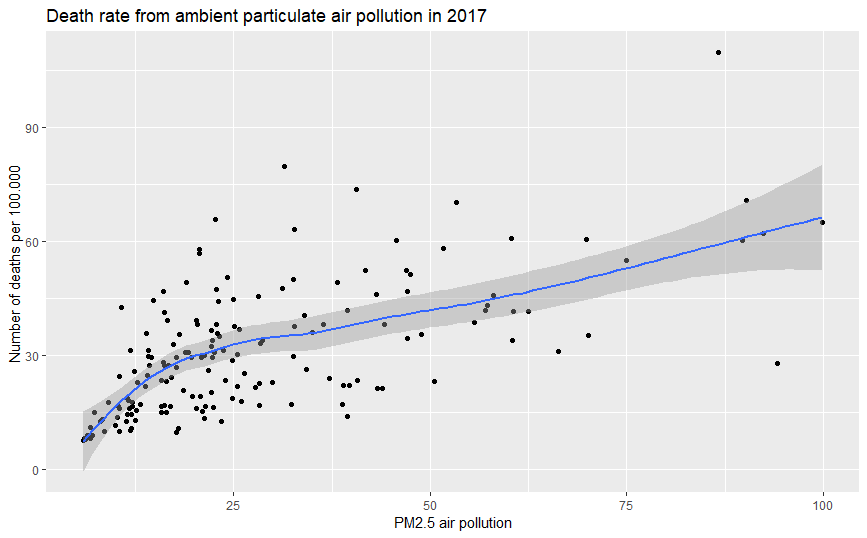 Death rate from ambient particulate air pollution in 2017
Number of deaths per 100.000
90
60
30
0
25
50
75
100
PM2.5 air pollution